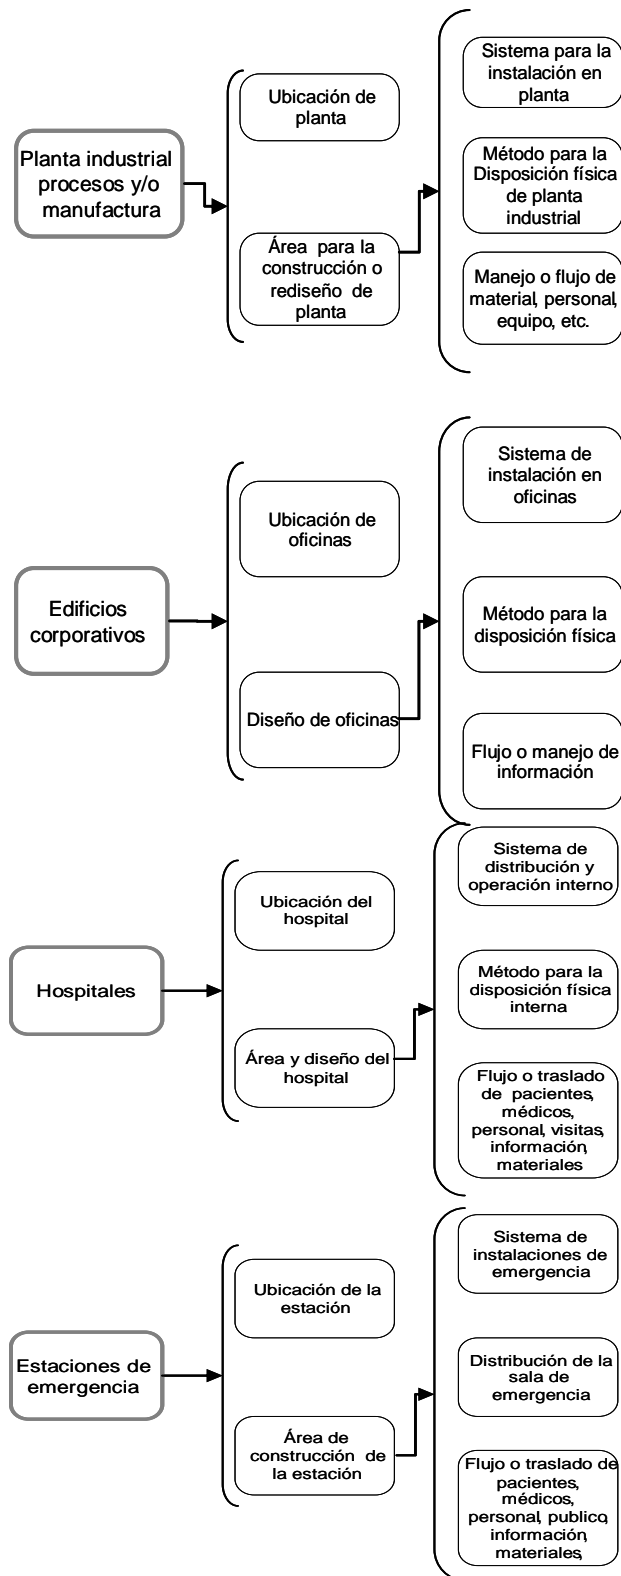 Planta industrial
procesos y/o
manufactura
Ubicación de
planta
Área para la
construcción o
rediseño de
planta
Sistema para la
instalación en
planta
Método para la
Disposición física
de planta
industrial
Manejo o flujo de
material, personal,
equipo, etc.
Edificios
corporativos
Ubicación de
oficinas
Diseño de oficinas
Sistema de
instalación en
oficinas
Método para la
disposición física
Flujo o manejo de
información
Hospitales
Ubicación del
hospital
Área y diseño del
hospital
Sistema de
distribución y
operación interno
Método para la
disposición física
interna
Flujo o traslado
de pacientes,
médicos,
personal, visitas,
información,
materiales
Estaciones de
emergencia
Ubicación de la
estación
Área de
construcción de
la estación
Sistema de
instalaciones de
emergencia
Distribución de la
sala de
emergencia
Flujo o traslado de
pacientes,
médicos,
personal, publico,
información,
materiales,